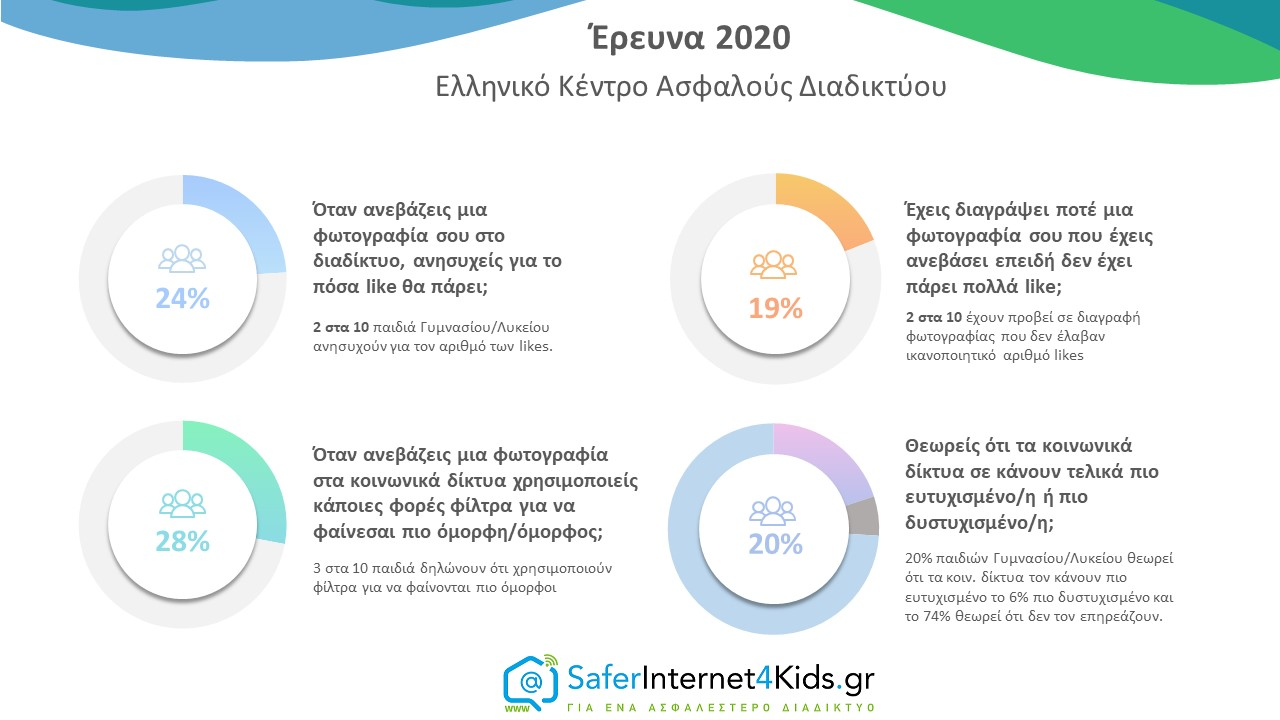 Έρευνα 2020
Ελληνικό Κέντρο Ασφαλούς Διαδικτύου
24%
Όταν ανεβάζεις μια
φωτογραφία σου στο
διαδίκτυο, ανησυχείς για το
πόσα like θα πάρει;
2 στα 10 παιδιά Γυμνασίου/Λυκείου
ανησυχούν για τον αριθμό των likes.
19%
Έχεις διαγράψει ποτέ μια
φωτογραφία σου που έχεις
ανεβάσει επειδή δεν έχει
πάρει πολλά like;
2 στα 10 έχουν προβεί σε διαγραφή
φωτογραφίας που δεν έλαβαν
ικανοποιητικό αριθμό likes
28%
Όταν ανεβάζεις μια φωτογραφία
στα κοινωνικά δίκτυα χρησιμοποιείς
κάποιες φορές φίλτρα για να
φαίνεσαι πιο όμορφη/όμορφος;
3 στα 10 παιδιά δηλώνουν ότι χρησιμοποιούν
φίλτρα για να φαίνονται πιο όμορφοι
20%
Θεωρείς ότι τα κοινωνικά
δίκτυα σε κάνουν τελικά πιο
ευτυχισμένο/η ή πιο
δυστυχισμένο/η;
20% παιδιών Γυμνασίου/Λυκείου θεωρεί
ότι τα κοιν. δίκτυα τον κάνουν πιο
ευτυχισμένο το 6% πιο δυστυχισμένο και
το 74% θεωρεί ότι δεν τον επηρεάζουν.
@
www
SaferInternet4Kids.gr
ΓΙΑ ΕΝΑ ΑΣΦΑΛΕΣΤΕΡΟ ΔΙΑΔΙΚΤΥΟ